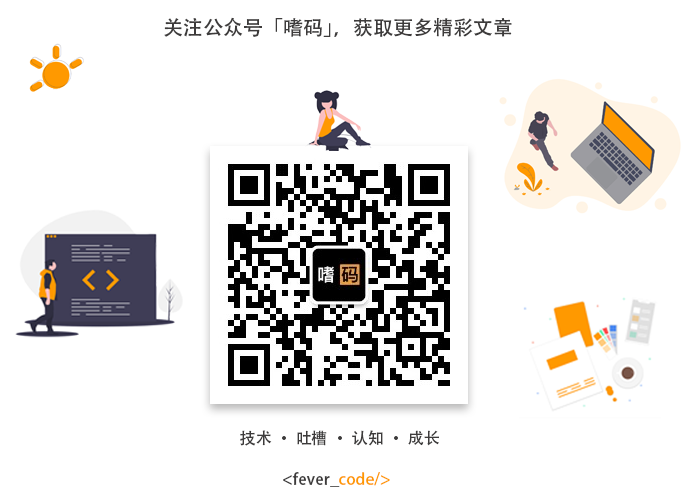 关注公众号「嗜码」，获取更多精彩文章
嗜码
技术 • 吐槽 • 认知 • 成长
<fever_code/>